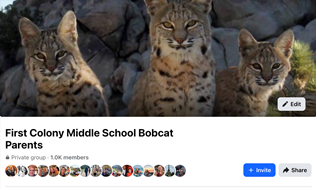 Edit
First Colony Middle School Bobcat
Parents
Private group · 1.0K members
+ Invite
Share